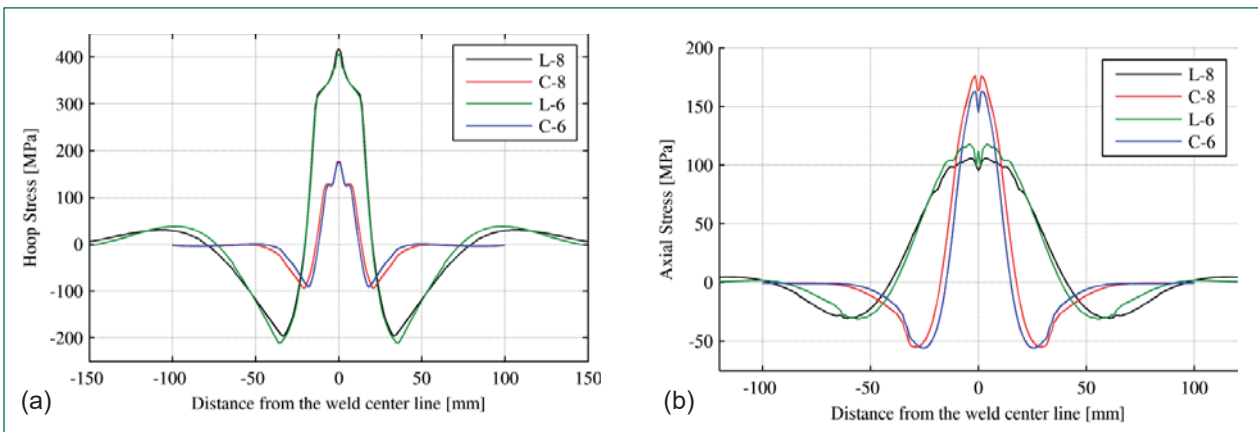 400
300
200
100
0
-100
-200
Hoop Stress [MPa]
L-8
C-8
L-6
C-6
-150 -100 -50 0 50 100 150
Distance from the weld center line [mm]
(a)
200
150
100
50
0
-50
Axial Stress [MPa]
L-8
C-8
L-6
C-6
-100 -50 0 50 100
Distance from the weld center line [mm]
(b)